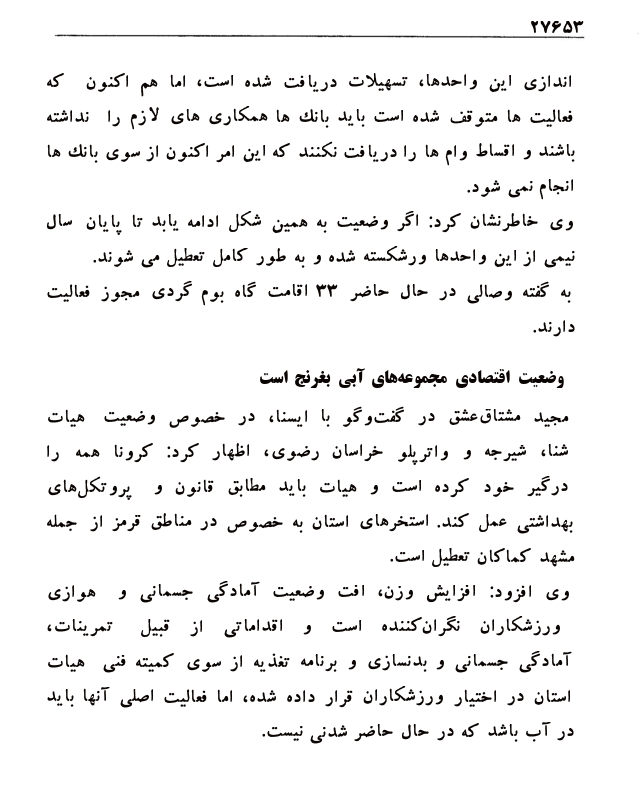 ۲۷۶۵۳
اندازی این واحدها، تسهیلات دریافت شده است، اما هم اکنون که
فعالیت ها متوقف شده است باید بانك ها همکاری های لازم را نداشته
باشند و اقساط وام ها را دریافت نکنند که این امر اکنون از سوی بانك ها
انجام نمی شود.
وی خاطرنشان کرد: اگر وضعیت به همین شکل ادامه یابد تا پایان سال
نیمی از این واحدها ورشکسته شده و به طور کامل تعطیل می شوند.
به گفته وصالی در حال حاضر ۳۳ اقامت گاه بوم گردی مجوز فعالیت
دارند.
وضعیت اقتصادی مجموعه‌های آبی بغرنج است
مجید مشتاق‌عشق در گفت‌وگو با ایسنا، در خصوص وضعیت هیات
شنا، شیرجه و واترپلو خراسان رضوی، اظهار کرد: کرونا همه را
درگیر خود کرده است و هیات باید مطابق قانون و پروتکل‌های
بهداشتی عمل کند. استخرهای استان به خصوص در مناطق قرمز از جمله
مشهد کماکان تعطیل است.
وی افزود: افزایش وزن، افت وضعیت آمادگی جسمانی و هوازی
ورزشکاران نگران‌کننده است و اقداماتی از قبیل تمرینات،
آمادگی جسمانی و بدنسازی و برنامه تغذیه از سوی کمیته فنی هیات
استان در اختیار ورزشکاران قرار داده شده، اما فعالیت اصلی آنها باید
در آب باشد که در حال حاضر شدنی نیست.